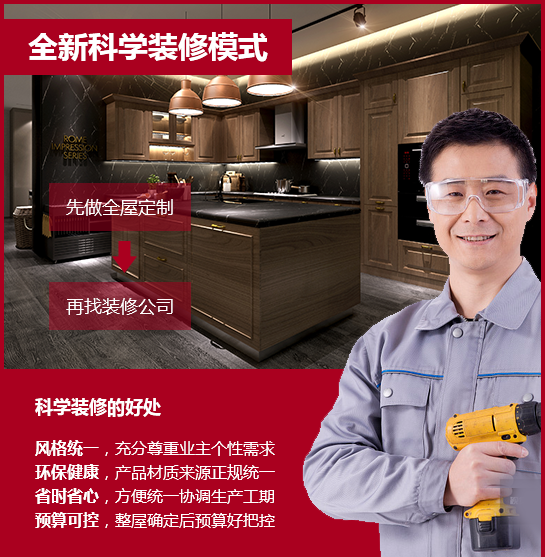 全新科学装修模式
ROME
IMPRESSION
SERIES
先做全屋定制
再找装修公司
科学装修的好处
风格统一，充分尊重业主个性需求
环保健康，产品材质来源正规统一
省时省心，方便统一协调生产工期
预算可控，整屋确定后预算好把控